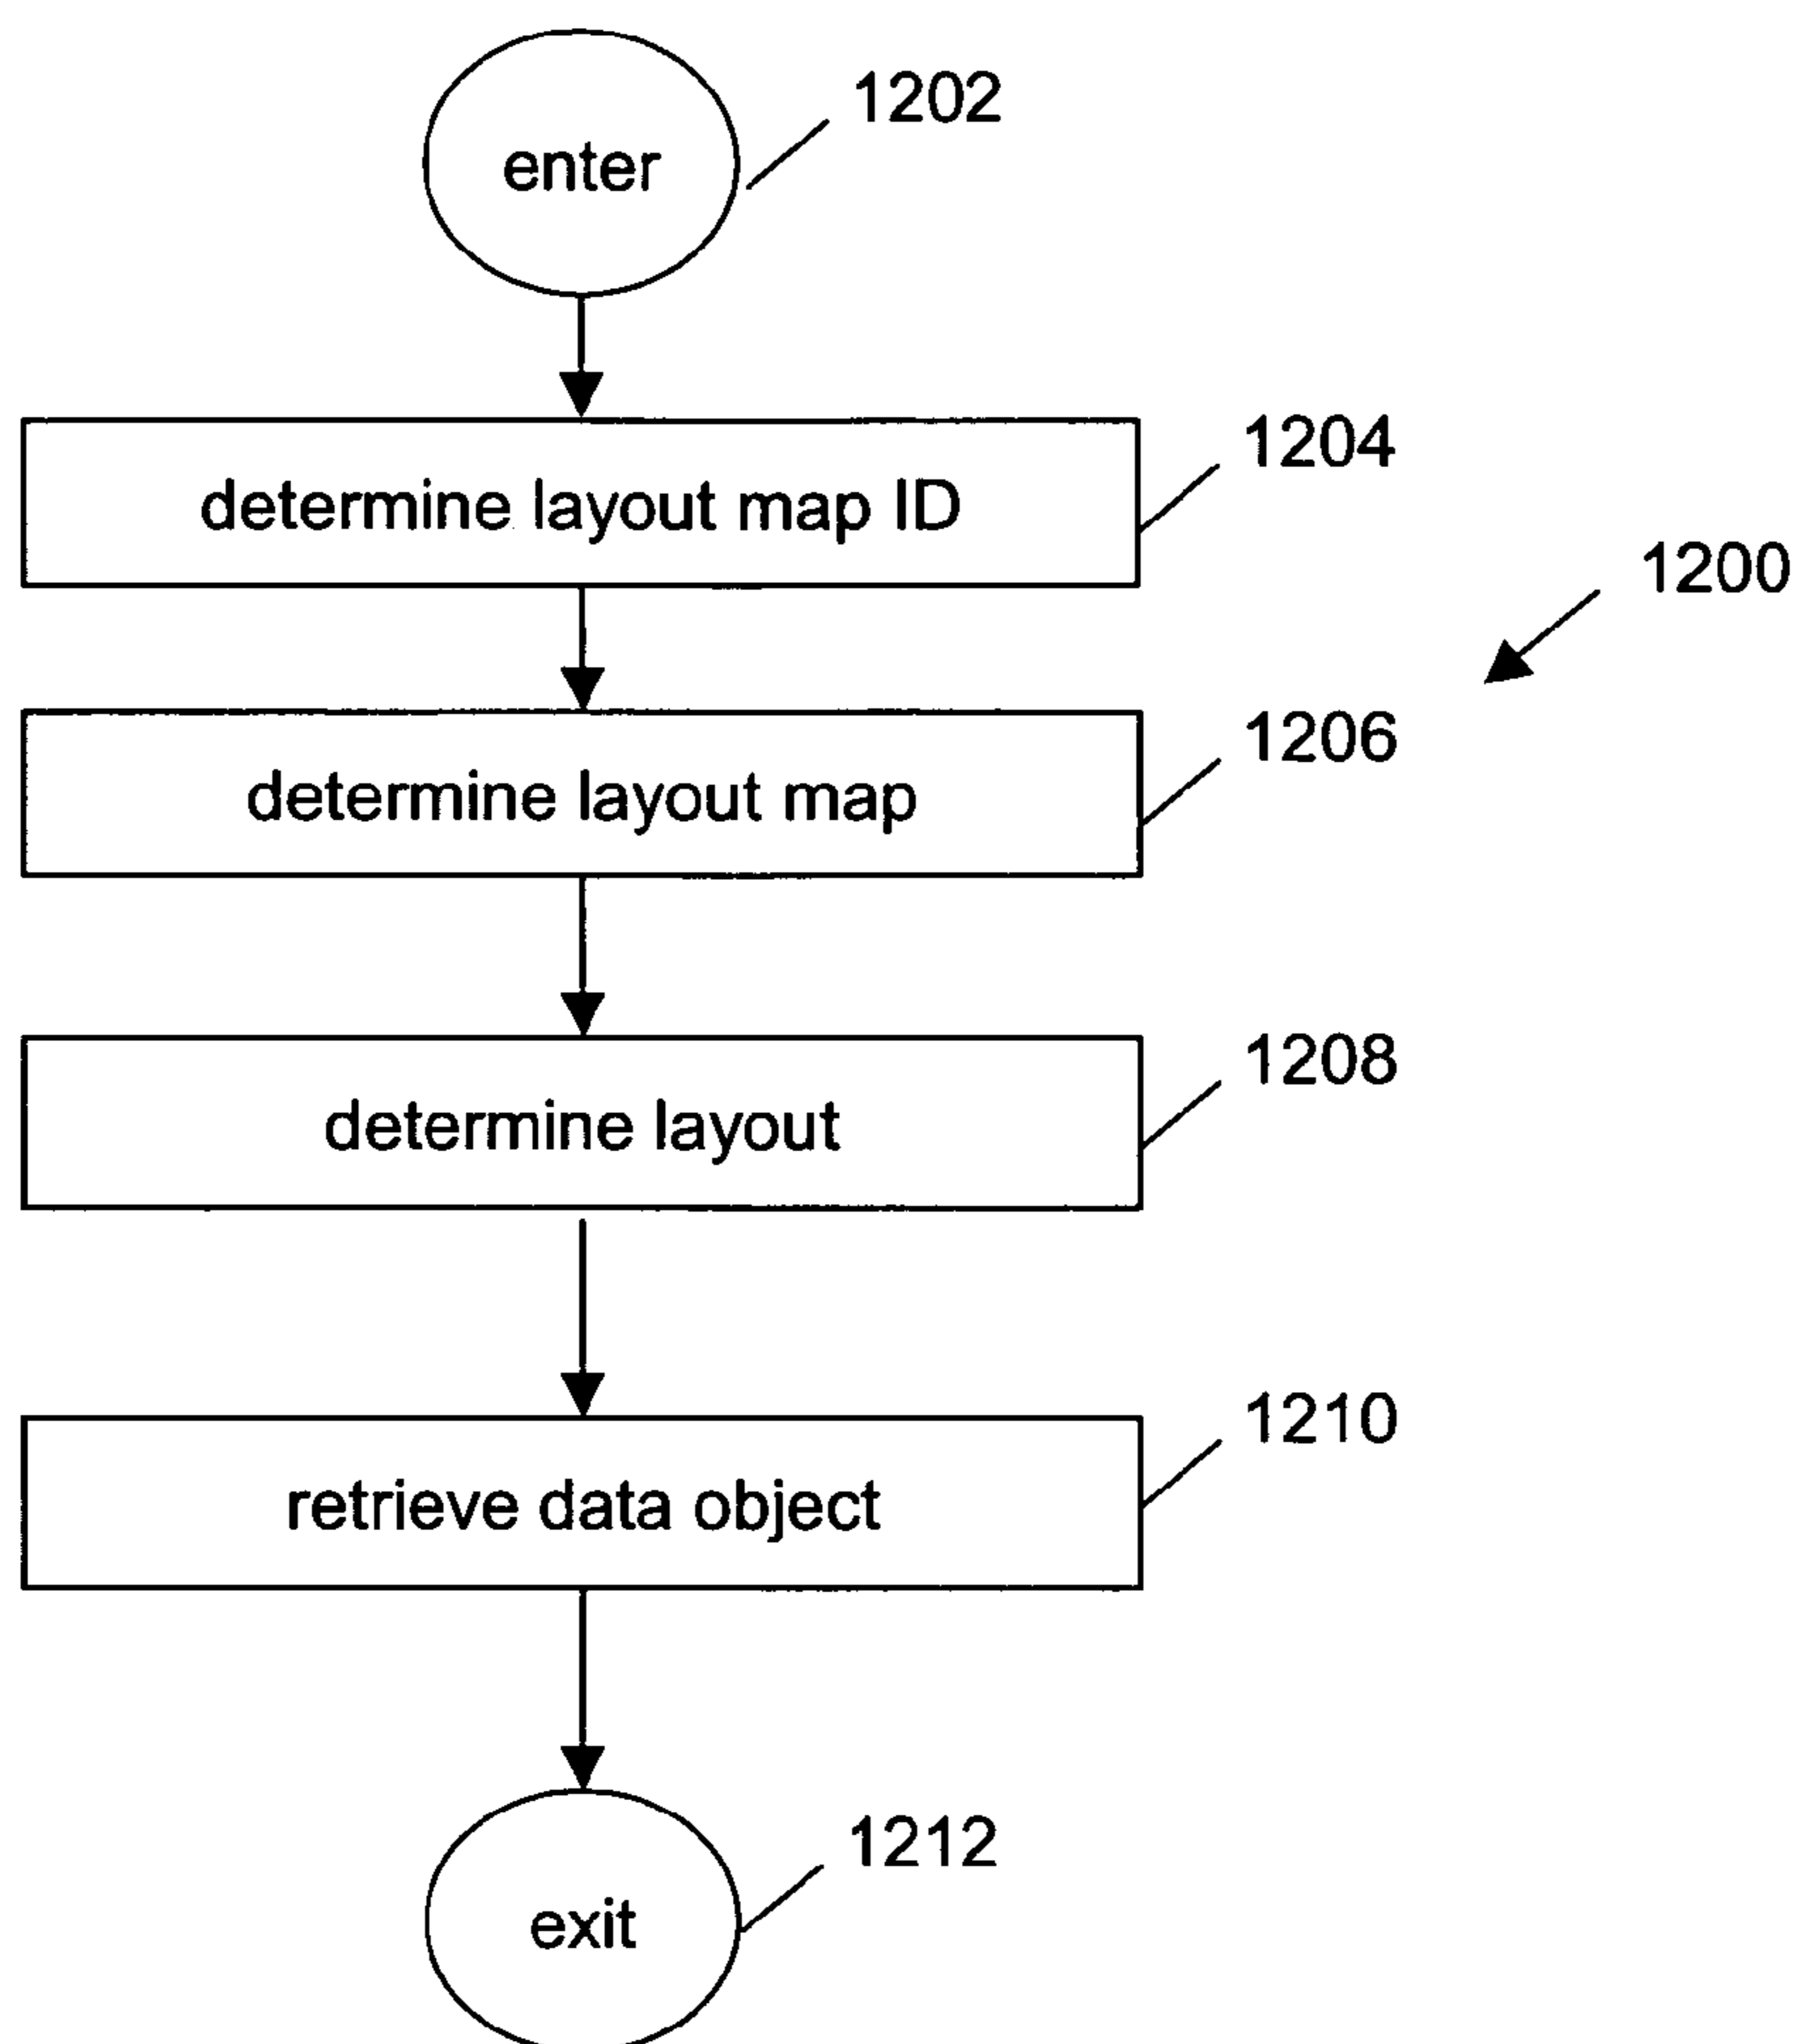 1202
enter
1204
determine layout map ID
1200
1206
determine layout map
1208
determine layout
1210
retrieve data object
1212
exit